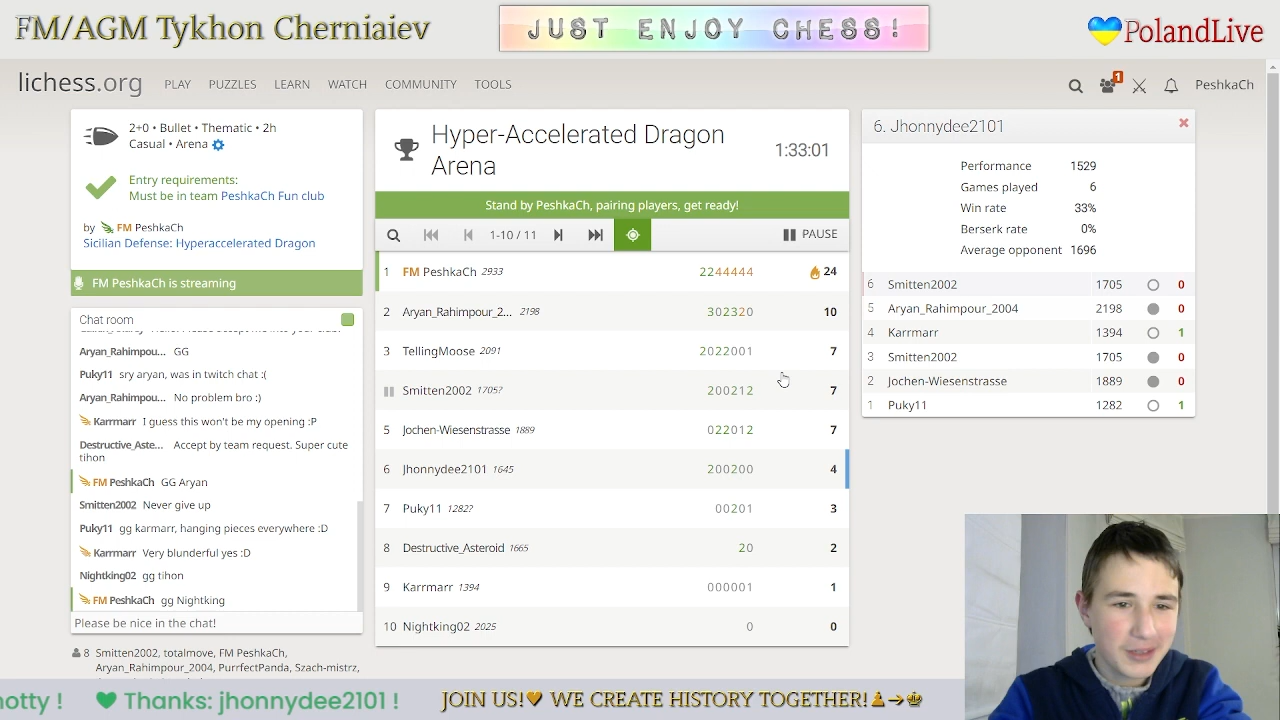 FM/AGM Tykhon Cherniaiev
JUST ENJOY CHESS!
PolandLive
lichess.org
PLAY
PUZZLES
LEARN
WATCH
COMMUNITY
TOOLS
1
PeshkaCh
2+0 • Bullet • Thematic • 2h
Casual • Arena
Entry requirements:
Must be in team PeshkaCh Fun club
by FM PeshkaCh
Sicilian Defense: Hyperaccelerated Dragon
FM PeshkaCh is streaming
Chat room
Aryan_Rahimpou... GG
Puky11 sry aryan, was in twitch chat :(
Aryan_Rahimpou... No problem bro :)
Karrmarr I guess this won't be my opening :P
Destructive_Aste... Accept by team request. Super cute
tihon
FM PeshkaCh GG Aryan
Smitten2002 Never give up
Puky11 gg karmarr, hanging pieces everywhere :D
Karrmarr Very blunderful yes :D
Nightking02 gg tihon
FM PeshkaCh gg Nightking
Please be nice in the chat!
8 Smitten2002, totalmove, FM PeshkaCh,
Aryan_Rahimpour_2004, PurrfectPanda, Szach-mistrz,
Hyper-Accelerated Dragon
Arena
1:33:01
Stand by PeshkaCh, pairing players, get ready!
1-10 / 11
PAUSE
1 FM PeshkaCh 2933 2244444 24
2 Aryan_Rahimpour_2... 2198 302320 10
3 TellingMoose 2091 2022001 7
Smitten2002 1705? 200212 7
5 Jochen-Wiesenstrasse 1889 022012 7
6 Jhonnydee2101 1645 200200 4
7 Puky11 1282? 00201 3
8 Destructive_Asteroid 1665 20 2
9 Karrmarr 1394 000001 1
10 Nightking02 2025 0 0
6. Jhonnydee2101
Performance 1529
Games played 6
Win rate 33%
Berserk rate 0%
Average opponent 1696
6 Smitten2002 1705 0
5 Aryan_Rahimpour_2004 2198 0
4 Karrmarr 1394 1
3 Smitten2002 1705 0
2 Jochen-Wiesenstrasse 1889 0
1 Puky11 1282 1
notty ! Thanks: jhonnydee2101 ! JOIN US! WE CREATE HISTORY TOGETHER!